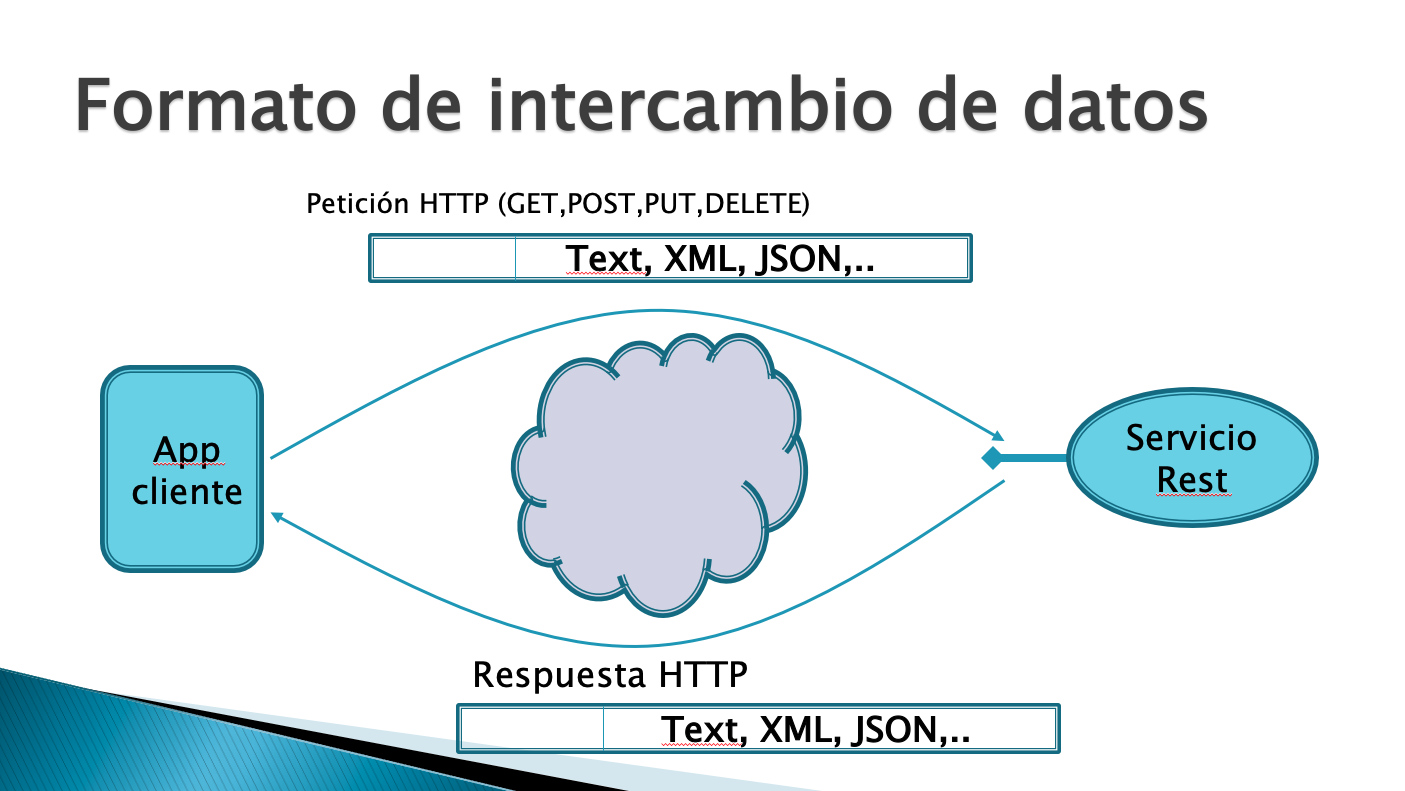 Formato de intercambio de datos
Petición HTTP (GET,POST,PUT,DELETE)
Text, XML, JSON,..
App
cliente
Servicio
Rest
Respuesta HTTP
Text, XML, JSON,..